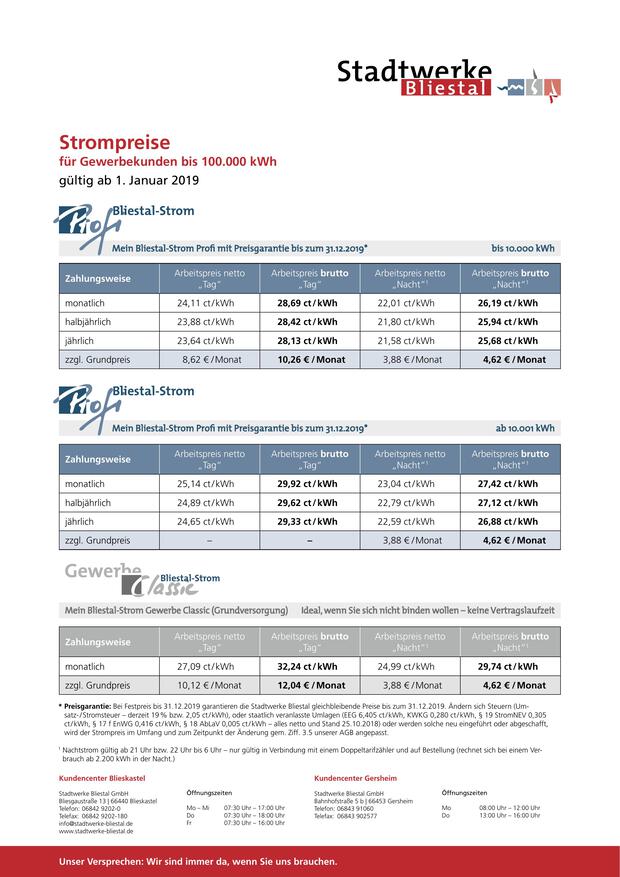 Stadtwerke
Bliestal
Strompreise
für Gewerbekunden bis 100.000 kWh
gültig ab 1. Januar 2019
Profi Bliestal-Strom
Mein Bliestal-Strom Profi mit Preisgarantie bis zum 31.12.2019* bis 10.000 kWh
Zahlungsweise Arbeitspreis netto „Tag“ Arbeitspreis brutto „Tag“ Arbeitspreis netto „Nacht“¹ Arbeitspreis brutto „Nacht“¹
monatlich 24,11 ct/kWh 28,69 ct/kWh 22,01 ct/kWh 26,19 ct/kWh
halbjährlich 23,88 ct/kWh 28,42 ct/kWh 21,80 ct/kWh 25,94 ct/kWh
jährlich 23,64 ct/kWh 28,13 ct/kWh 21,58 ct/kWh 25,68 ct/kWh
zzgl. Grundpreis 8,62 €/Monat 10,26 €/Monat 3,88 €/Monat 4,62 €/Monat
Profi Bliestal-Strom
Mein Bliestal-Strom Profi mit Preisgarantie bis zum 31.12.2019* ab 10.001 kWh
Zahlungsweise Arbeitspreis netto „Tag“ Arbeitspreis brutto „Tag“ Arbeitspreis netto „Nacht“¹ Arbeitspreis brutto „Nacht“¹
monatlich 25,14 ct/kWh 29,92 ct/kWh 23,04 ct/kWh 27,42 ct/kWh
halbjährlich 24,89 ct/kWh 29,62 ct/kWh 22,79 ct/kWh 27,12 ct/kWh
jährlich 24,65 ct/kWh 29,33 ct/kWh 22,59 ct/kWh 26,88 ct/kWh
zzgl. Grundpreis – – 3,88 €/Monat 4,62 €/Monat
Gewerbe
Classic Bliestal-Strom
Mein Bliestal-Strom Gewerbe Classic (Grundversorgung) Ideal, wenn Sie sich nicht binden wollen – keine Vertragslaufzeit
Zahlungsweise Arbeitspreis netto „Tag“ Arbeitspreis brutto „Tag“ Arbeitspreis netto „Nacht“¹ Arbeitspreis brutto „Nacht“¹
monatlich 27,09 ct/kWh 32,24 ct/kWh 24,99 ct/kWh 29,74 ct/kWh
zzgl. Grundpreis 10,12 €/Monat 12,04 €/Monat 3,88 €/Monat 4,62 €/Monat
* Preisgarantie: Bei Festpreis bis 31.12.2019 garantieren die Stadtwerke Bliestal gleichbleibende Preise bis zum 31.12.2019. Ändern sich Steuern (Um-
satz-/Stromsteuer – derzeit 19 % bzw. 2,05 ct/kWh), oder staatlich veranlasste Umlagen (EEG 6,405 ct/kWh, KWKG 0,280 ct/kWh, § 19 StromNEV 0,305
ct/kWh, § 17 f EnWG 0,416 ct/kWh, § 18 AbLaV 0,005 ct/kWh – alles netto und Stand 25.10.2018) oder werden solche neu eingeführt oder abgeschafft,
wird der Strompreis im Umfang und zum Zeitpunkt der Änderung gem. Ziff. 3.5 unserer AGB angepasst.
¹ Nachtstrom gültig ab 21 Uhr bzw. 22 Uhr bis 6 Uhr – nur gültig in Verbindung mit einem Doppeltarifzähler und auf Bestellung (rechnet sich bei einem Ver-
brauch ab 2.200 kWh in der Nacht.)
Kundencenter Blieskastel
Stadtwerke Bliestal GmbH
Bliesgaustraße 13 | 66440 Blieskastel
Telefon: 06842 9202-0
Telefax: 06842 9202-180
info@stadtwerke-bliestal.de
www.stadtwerke-bliestal.de
Öffnungszeiten
Mo – Mi 07:30 Uhr – 17:00 Uhr
Do 07:30 Uhr – 18:00 Uhr
Fr 07:30 Uhr – 16:00 Uhr
Kundencenter Gersheim
Stadtwerke Bliestal GmbH
Bahnhofstraße 5 b | 66453 Gersheim
Telefon: 06843 91060
Telefax: 06843 902577
Öffnungszeiten
Mo 08:00 Uhr – 12:00 Uhr
Do 13:00 Uhr – 16:00 Uhr
Unser Versprechen: Wir sind immer da, wenn Sie uns brauchen.